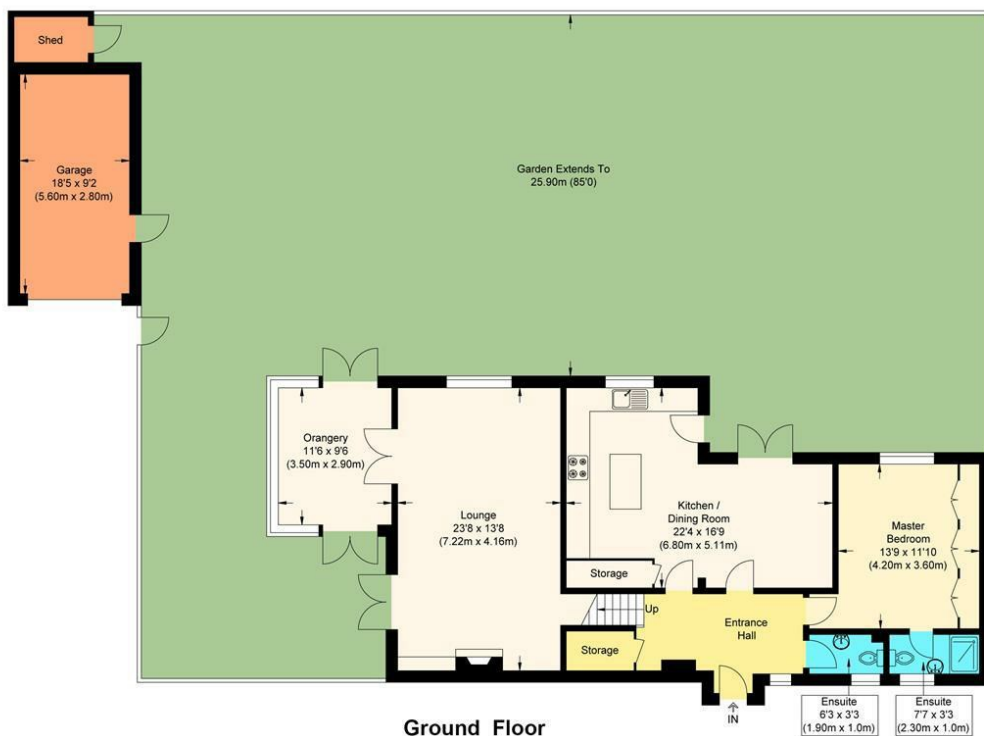 Shed
Garage
18'5 x 9'2
(5.60m x 2.80m)
Garden Extends To
25.90m (85'0)
Orangery
11'6 x 9'6
(3.50m x 2.90m)
Lounge
23'8 x 13'8
(7.22m x 4.16m)
Kitchen /
Dining Room
22'4 x 16'9
(6.80m x 5.11m)
Master
Bedroom
13'9 x 11'10
(4.20m x 3.60m)
Storage
Up
Entrance
Hall
Storage
IN
Ensuite
6'3 x 3'3
(1.90m x 1.0m)
Ensuite
7'7 x 3'3
(2.30m x 1.0m)
Ground Floor